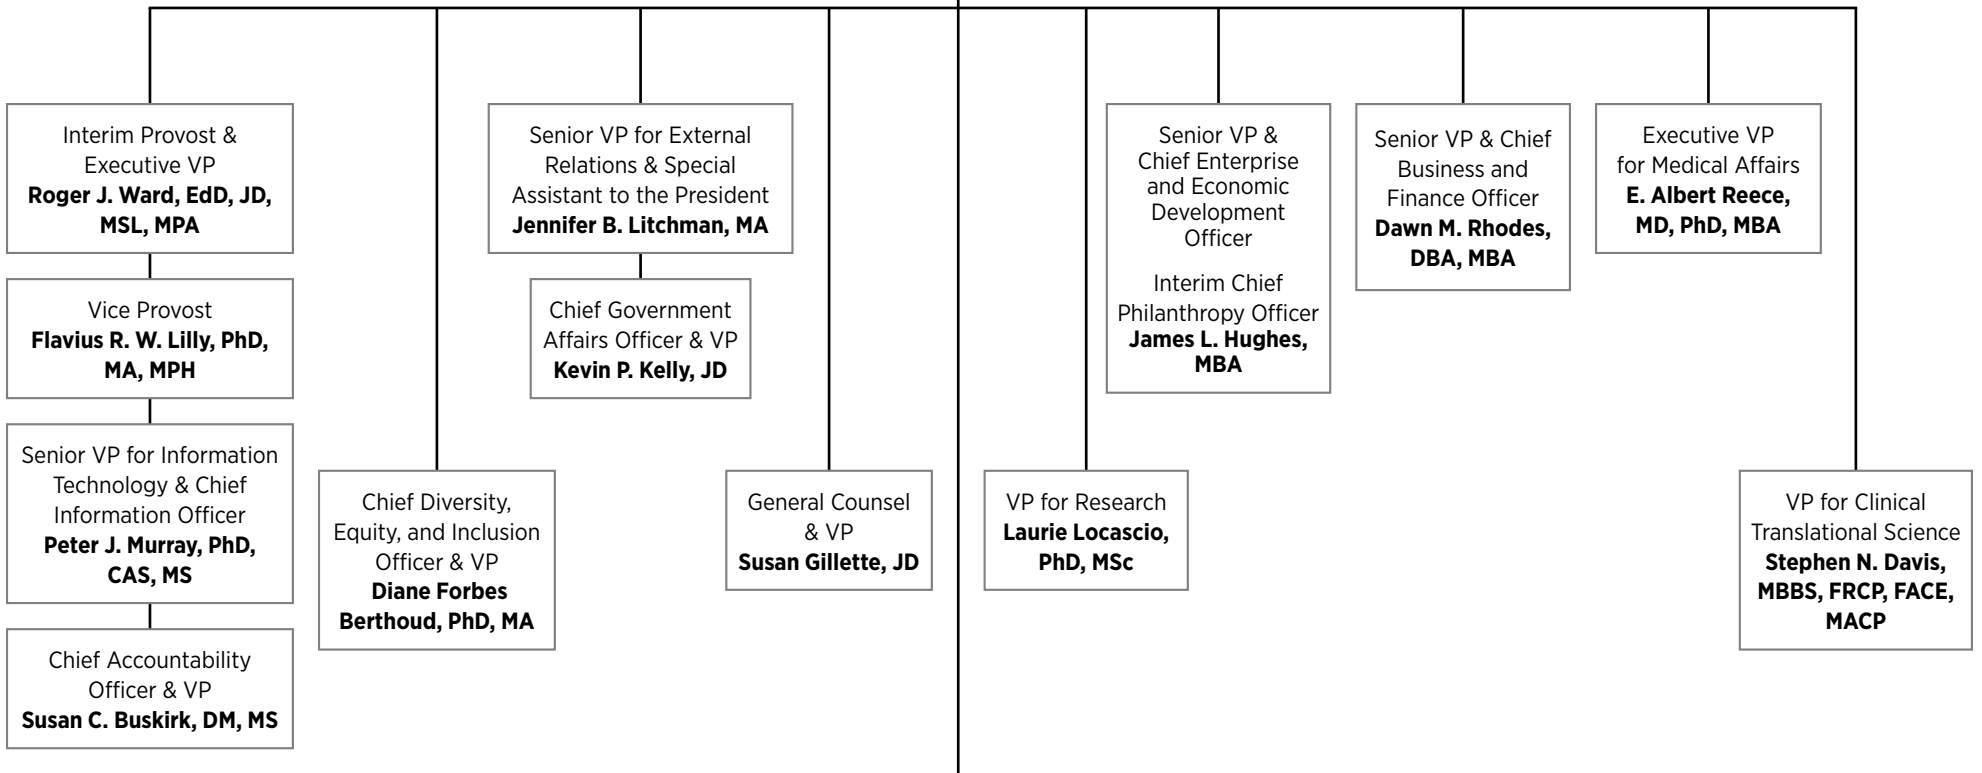 Interim Provost &
Executive VP
Roger J. Ward, EdD, JD,
MSL, MPA
Vice Provost
Flavius R. W. Lilly, PhD,
MA, MPH
Senior VP for Information
Technology & Chief
Information Officer
Peter J. Murray, PhD,
CAS, MS
Chief Accountability
Officer & VP
Susan C. Buskirk, DM, MS
Chief Diversity,
Equity, and Inclusion
Officer & VP
Diane Forbes
Berthoud, PhD, MA
Senior VP for External
Relations & Special
Assistant to the President
Jennifer B. Litchman, MA
Chief Government
Affairs Officer & VP
Kevin P. Kelly, JD
General Counsel
& VP
Susan Gillette, JD
VP for Research
Laurie Locascio,
PhD, MSc
Senior VP &
Chief Enterprise
and Economic
Development
Officer
Interim Chief
Philanthropy Officer
James L. Hughes,
MBA
Senior VP & Chief
Business and
Finance Officer
Dawn M. Rhodes,
DBA, MBA
Executive VP
for Medical Affairs
E. Albert Reece,
MD, PhD, MBA
VP for Clinical
Translational Science
Stephen N. Davis,
MBBS, FRCP, FACE,
MACP